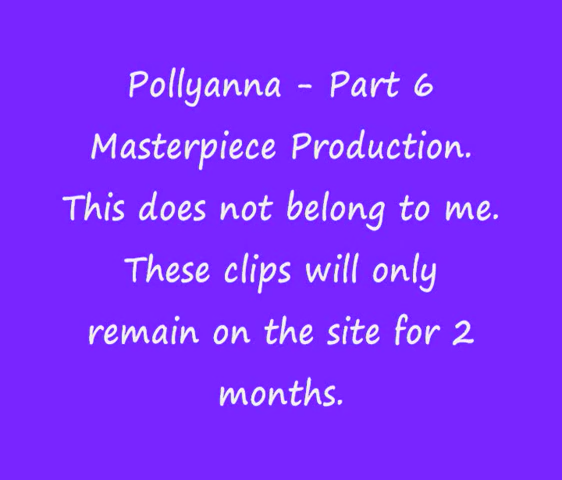 Pollyanna - Part 6
Masterpiece Production.
This does not belong to me.
These clips will only
remain on the site for 2
months.